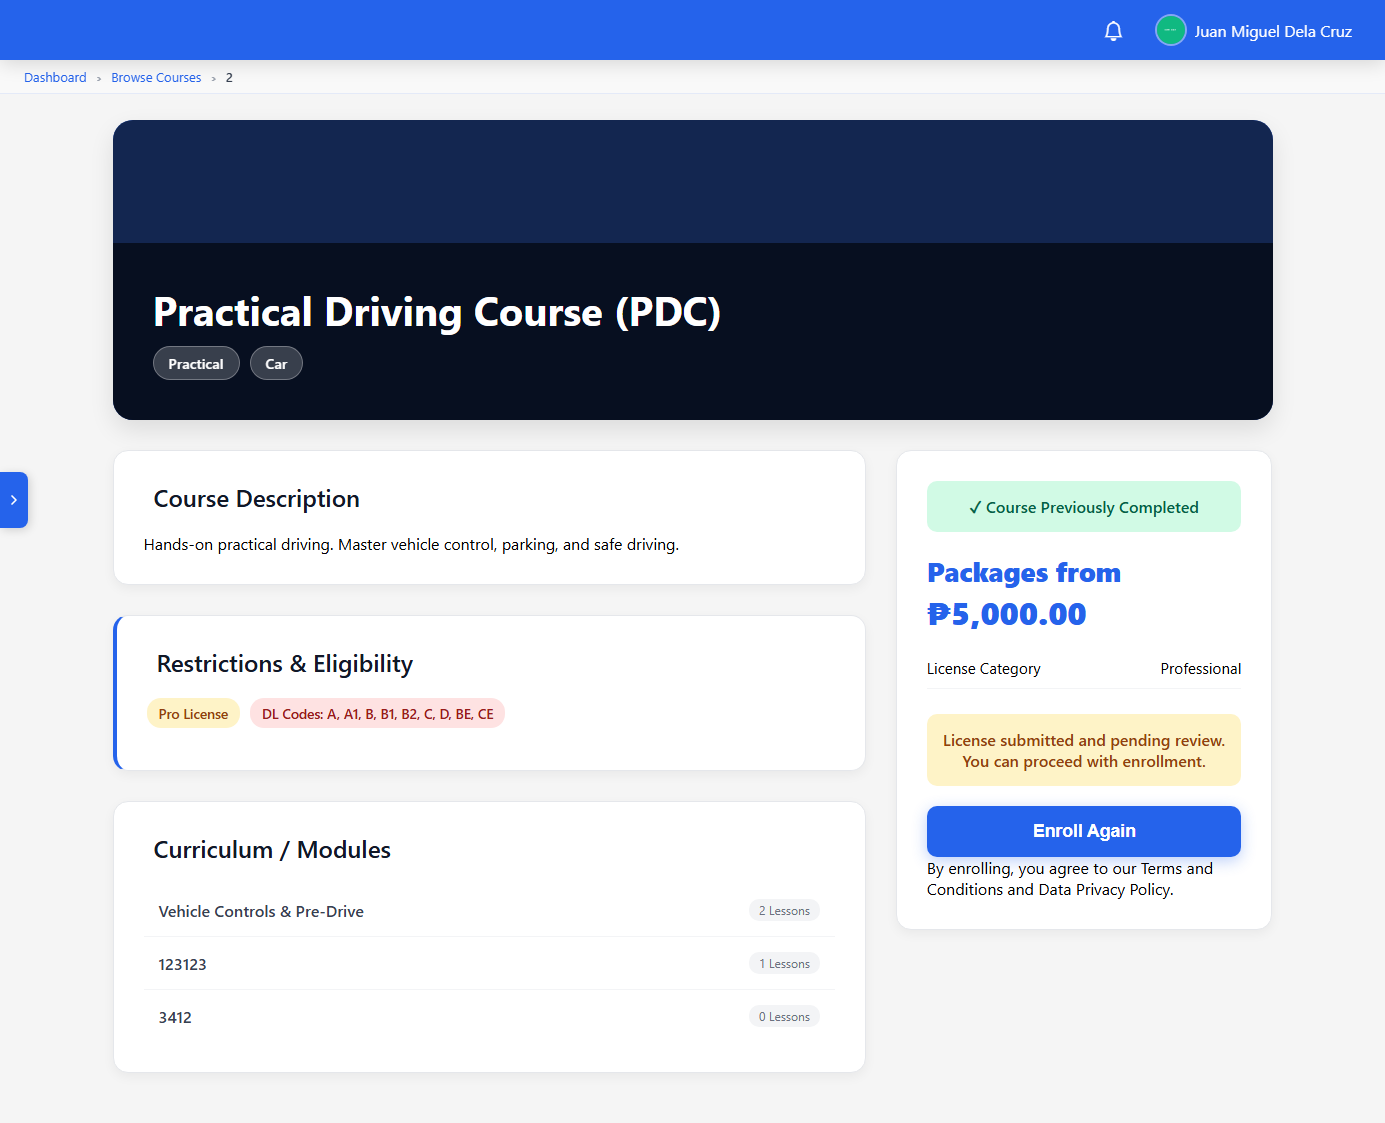 Juan Miguel Dela Cruz
Dashboard > Browse Courses > 2
Practical Driving Course (PDC)
Practical
Car
Course Description
Hands-on practical driving. Master vehicle control, parking, and safe driving.
Restrictions & Eligibility
Pro License
DL Codes: A, A1, B, B1, B2, C, D, BE, CE
Curriculum / Modules
Vehicle Controls & Pre-Drive
2 Lessons
123123
1 Lessons
3412
0 Lessons
✓ Course Previously Completed
Packages from
₱5,000.00
License Category
Professional
License submitted and pending review.
You can proceed with enrollment.
Enroll Again
By enrolling, you agree to our Terms and
Conditions and Data Privacy Policy.